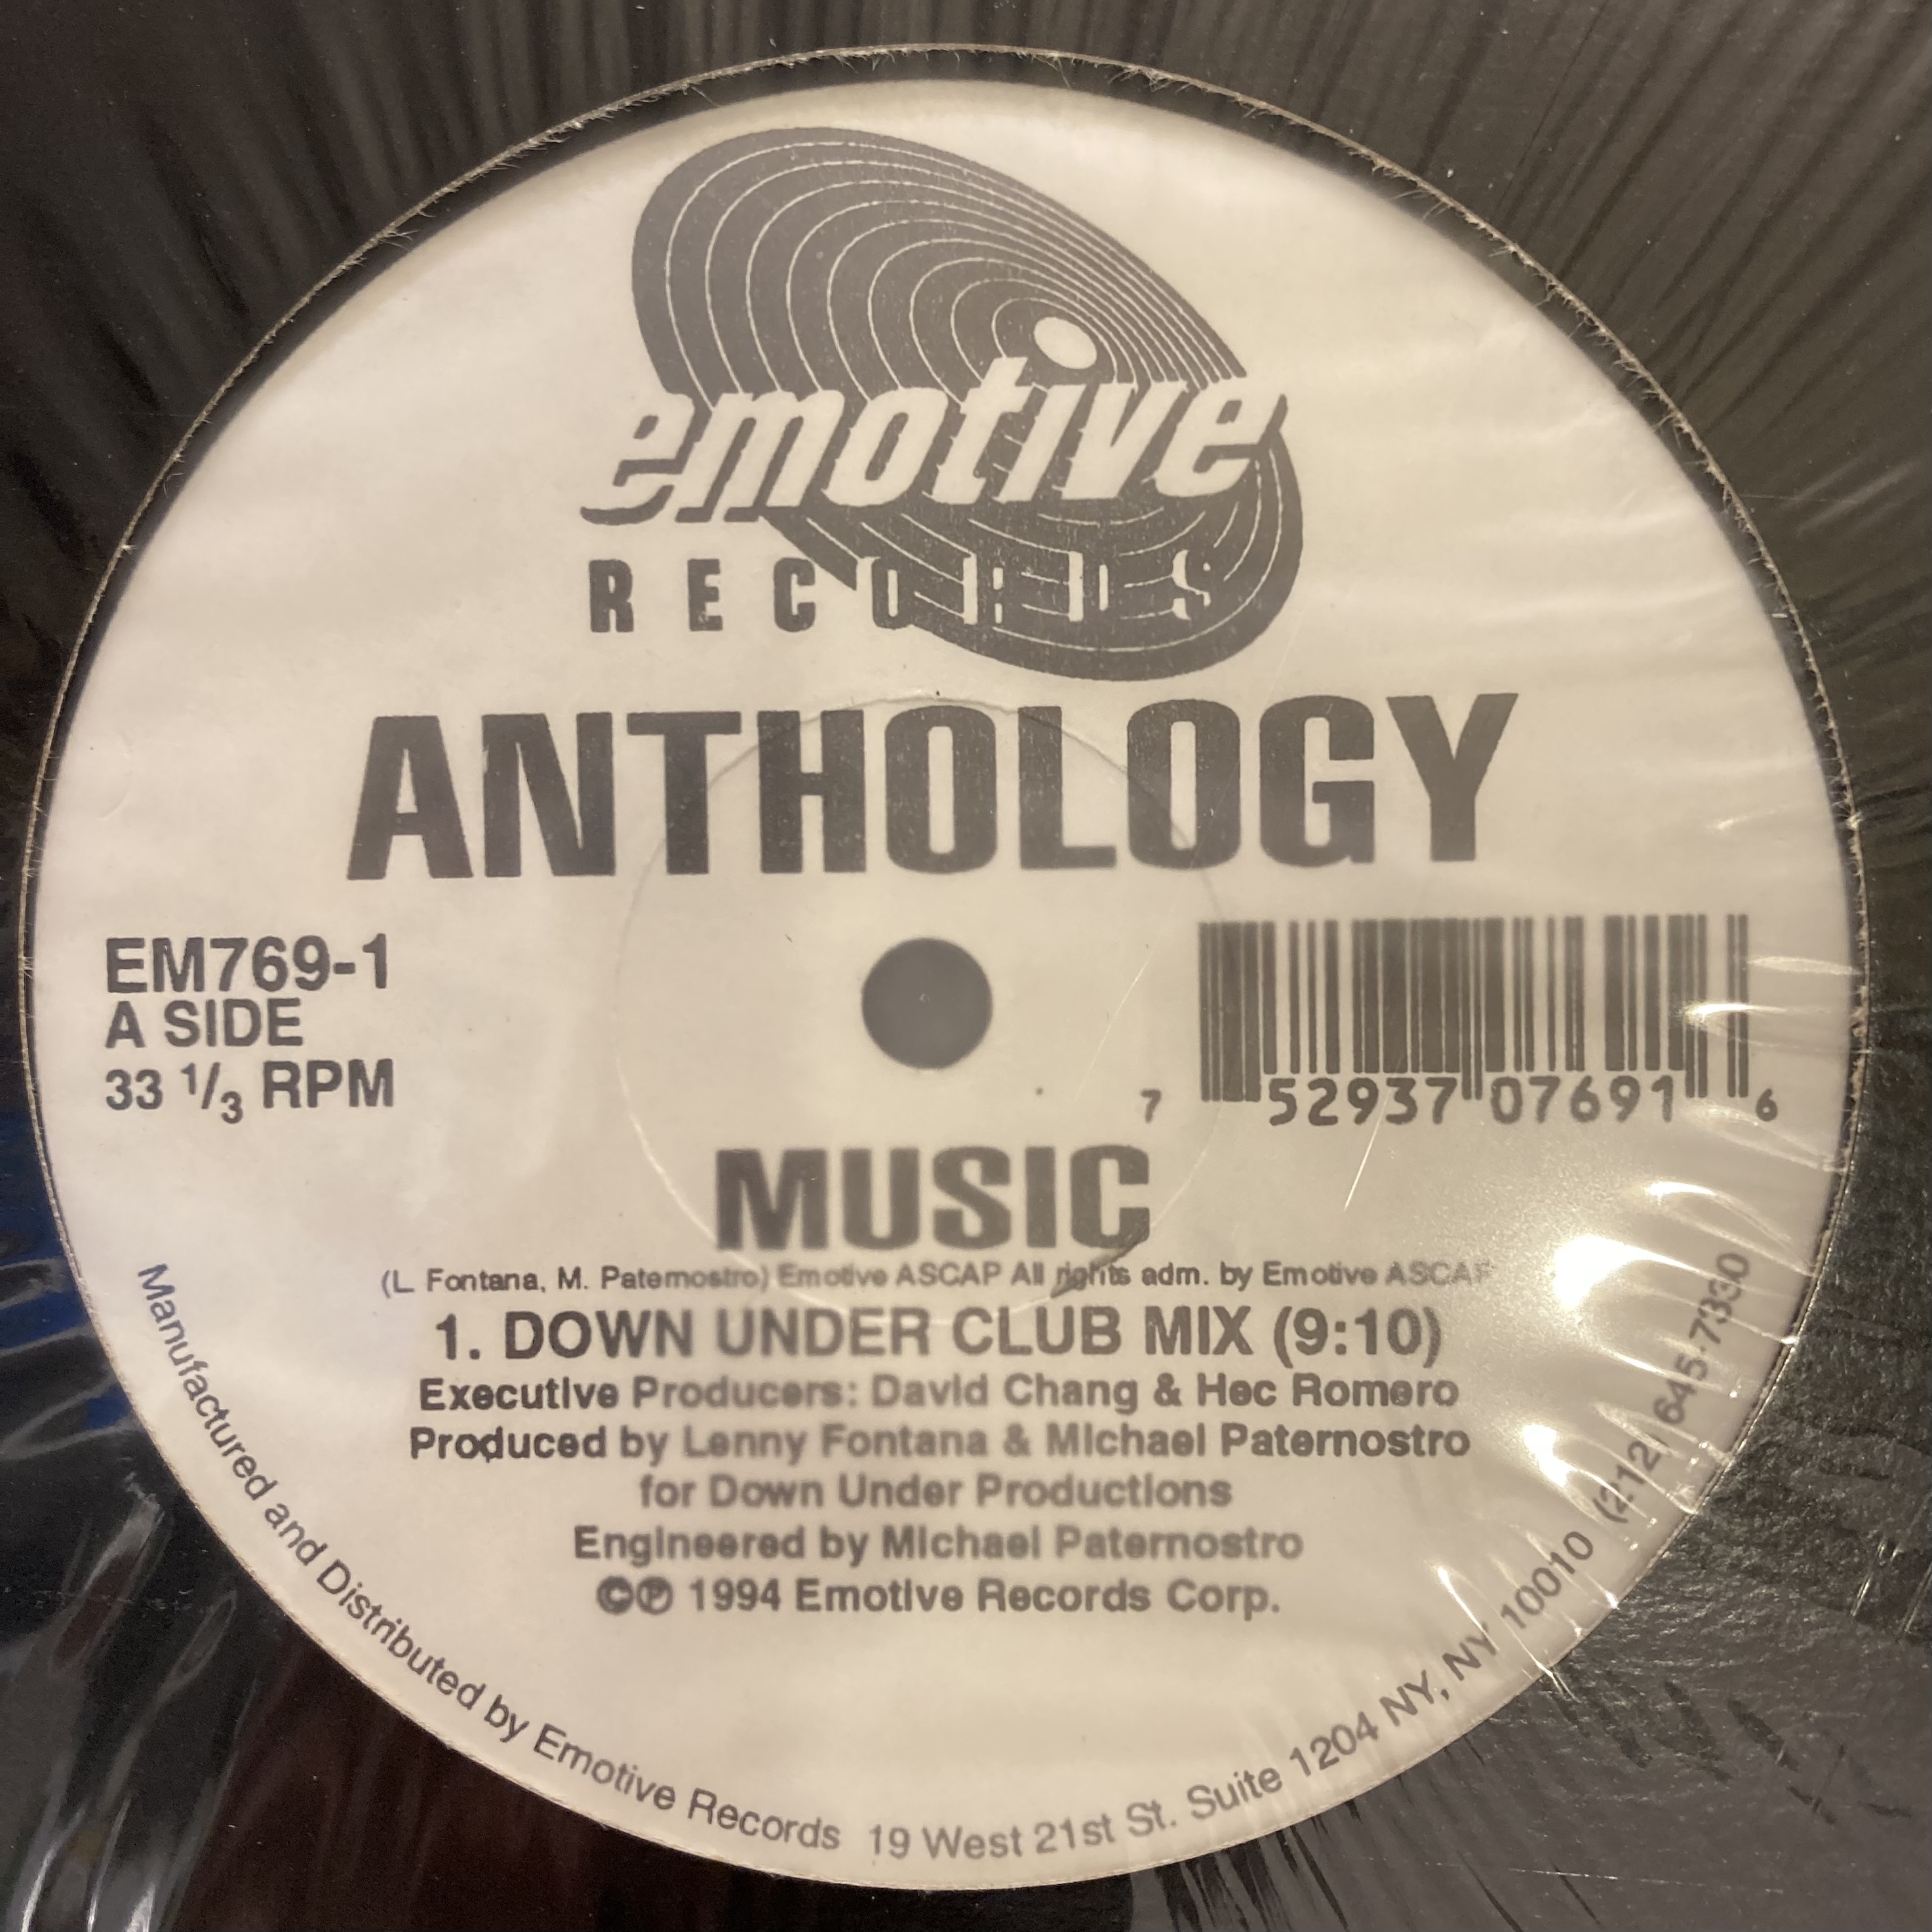 emotive
RECORDS
ANTHOLOGY
EM769-1
A SIDE
33 1/3 RPM
7 52937 07691 6
MUSIC
(L Fontana, M. Paternostro) Emotive ASCAP All rights adm. by Emotive ASCAP
1. DOWN UNDER CLUB MIX (9:10)
Executive Producers: David Chang & Hec Romero
Produced by Lenny Fontana & Michael Paternostro
for Down Under Productions
Engineered by Michael Paternostro
©℗ 1994 Emotive Records Corp.
Manufactured and Distributed by Emotive Records 19 West 21st St. Suite 1204 NY, NY 10010 (212) 645-7330